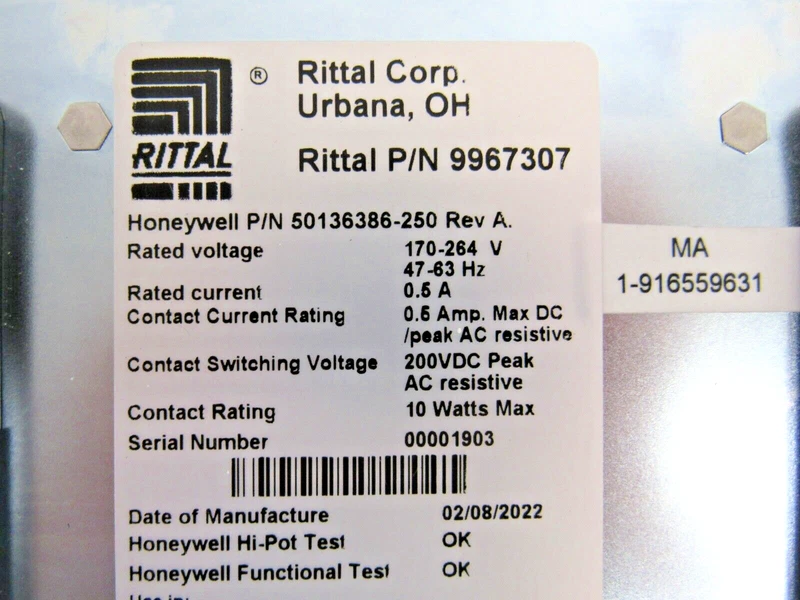 ®
Rittal Corp.
Urbana, OH
RITTAL
Rittal P/N 9967307
Honeywell P/N 50136386-250 Rev A.
Rated voltage 170-264 V
47-63 Hz
Rated current 0.5 A
Contact Current Rating 0.5 Amp. Max DC
/peak AC resistive
Contact Switching Voltage 200VDC Peak
AC resistive
Contact Rating 10 Watts Max
Serial Number 00001903
Date of Manufacture 02/08/2022
Honeywell Hi-Pot Test OK
Honeywell Functional Test OK
MA
1-916559631